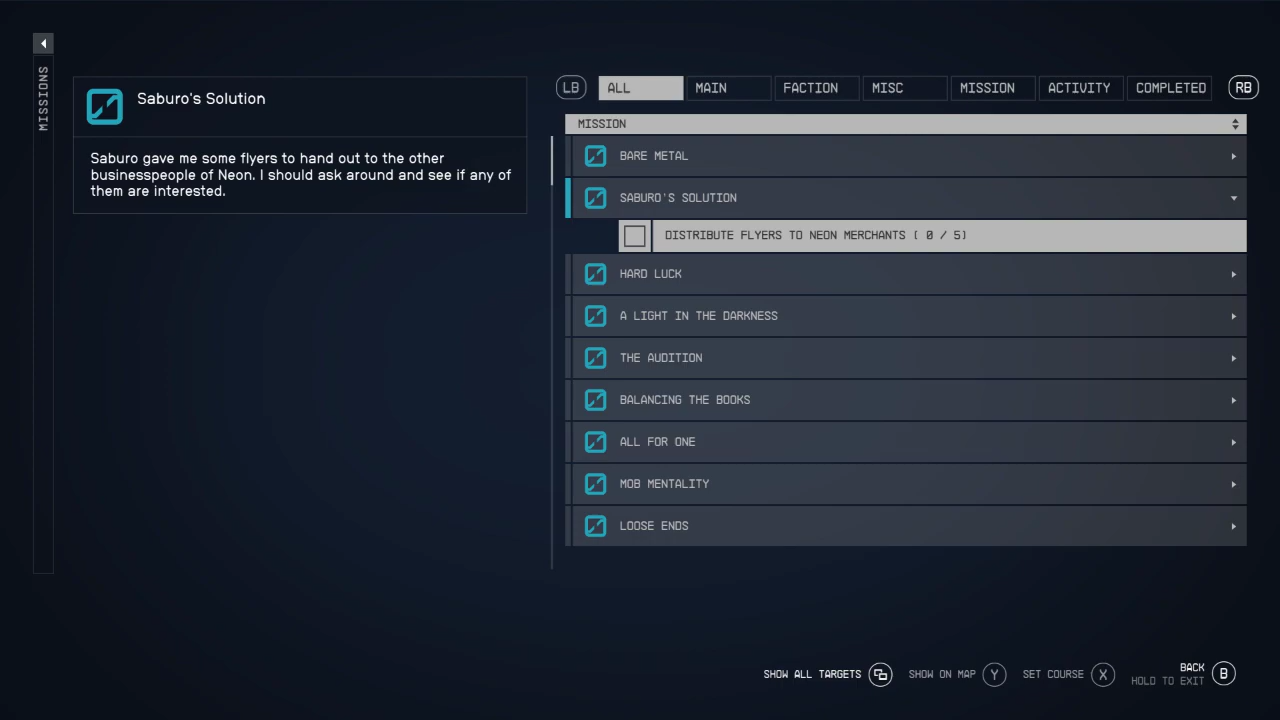 MISSIONS
Saburo's Solution
Saburo gave me some flyers to hand out to the other
businesspeople of Neon. I should ask around and see if any of
them are interested.
LB ALL MAIN FACTION MISC MISSION ACTIVITY COMPLETED RB
MISSION
BARE METAL
SABURO'S SOLUTION
DISTRIBUTE FLYERS TO NEON MERCHANTS ( 0 / 5)
HARD LUCK
A LIGHT IN THE DARKNESS
THE AUDITION
BALANCING THE BOOKS
ALL FOR ONE
MOB MENTALITY
LOOSE ENDS
SHOW ALL TARGETS SHOW ON MAP Y SET COURSE X BACK B
HOLD TO EXIT